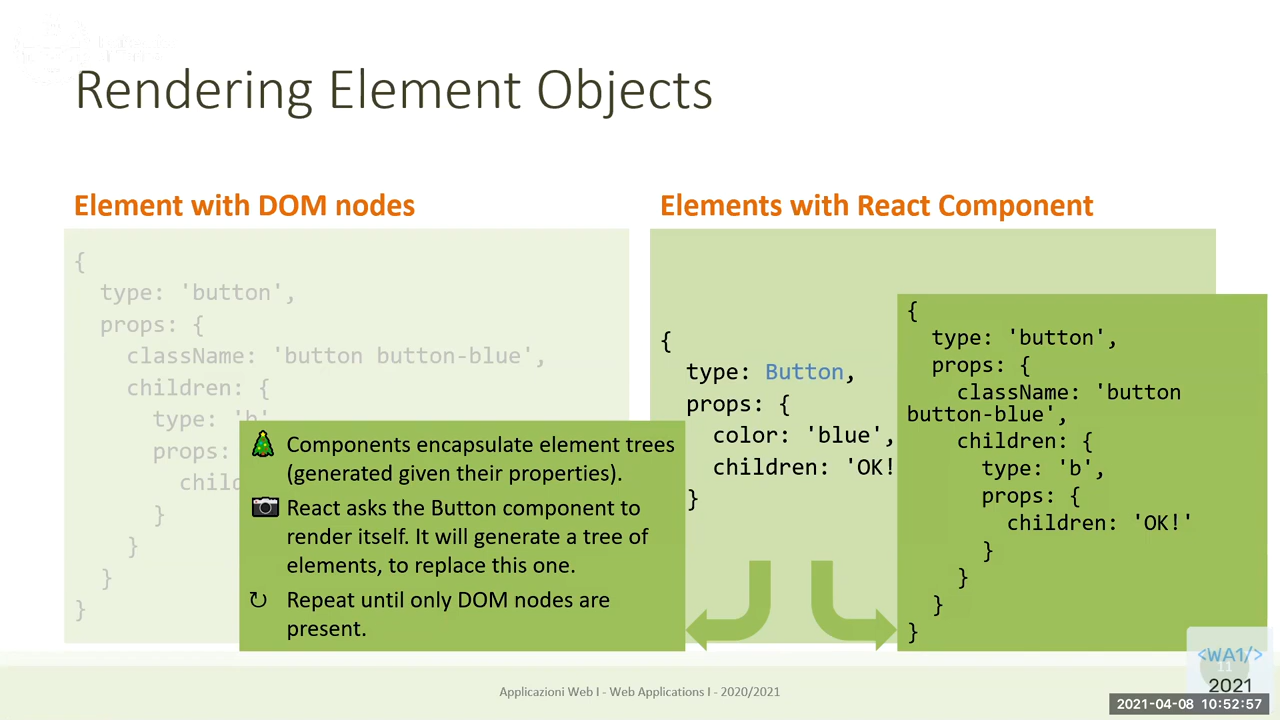 Rendering Element Objects
Element with DOM nodes
{
type: 'button',
props: {
className: 'button button-blue',
children: {
type: 'b'
props:
chil
}
}
}
}
Components encapsulate element trees
(generated given their properties).
React asks the Button component to
render itself. It will generate a tree of
elements, to replace this one.
↻ Repeat until only DOM nodes are
present.
Elements with React Component
{
type: Button,
props: {
color: 'blue',
children: 'OK!
}
{
type: 'button',
props: {
className: 'button
button-blue',
children: {
type: 'b',
props: {
children: 'OK!'
}
}
}
}
Applicazioni Web I - Web Applications I - 2020/2021
<WA1/>
11
2021
2021-04-08 10:52:57